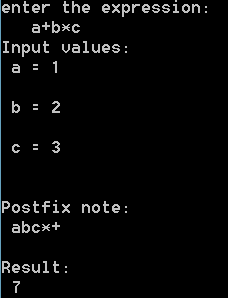 enter the expression:
a+b*c
Input values:
a = 1
b = 2
c = 3
Postfix note:
abc*+
Result:
7